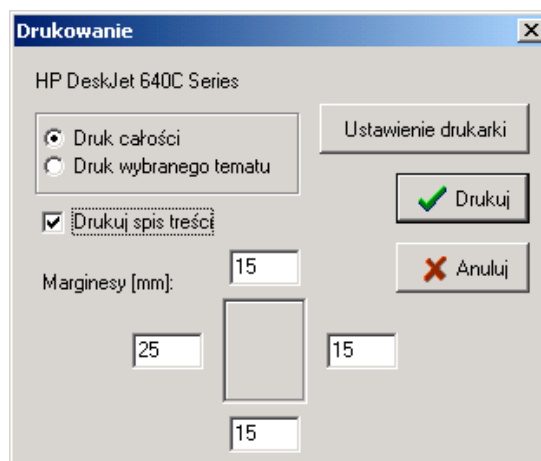 Drukowanie
HP DeskJet 640C Series
Druk całości
Druk wybranego tematu
Ustawienie drukarki
Drukuj
Drukuj spis treści
Anuluj
Marginesy [mm]:
15
25
15
15